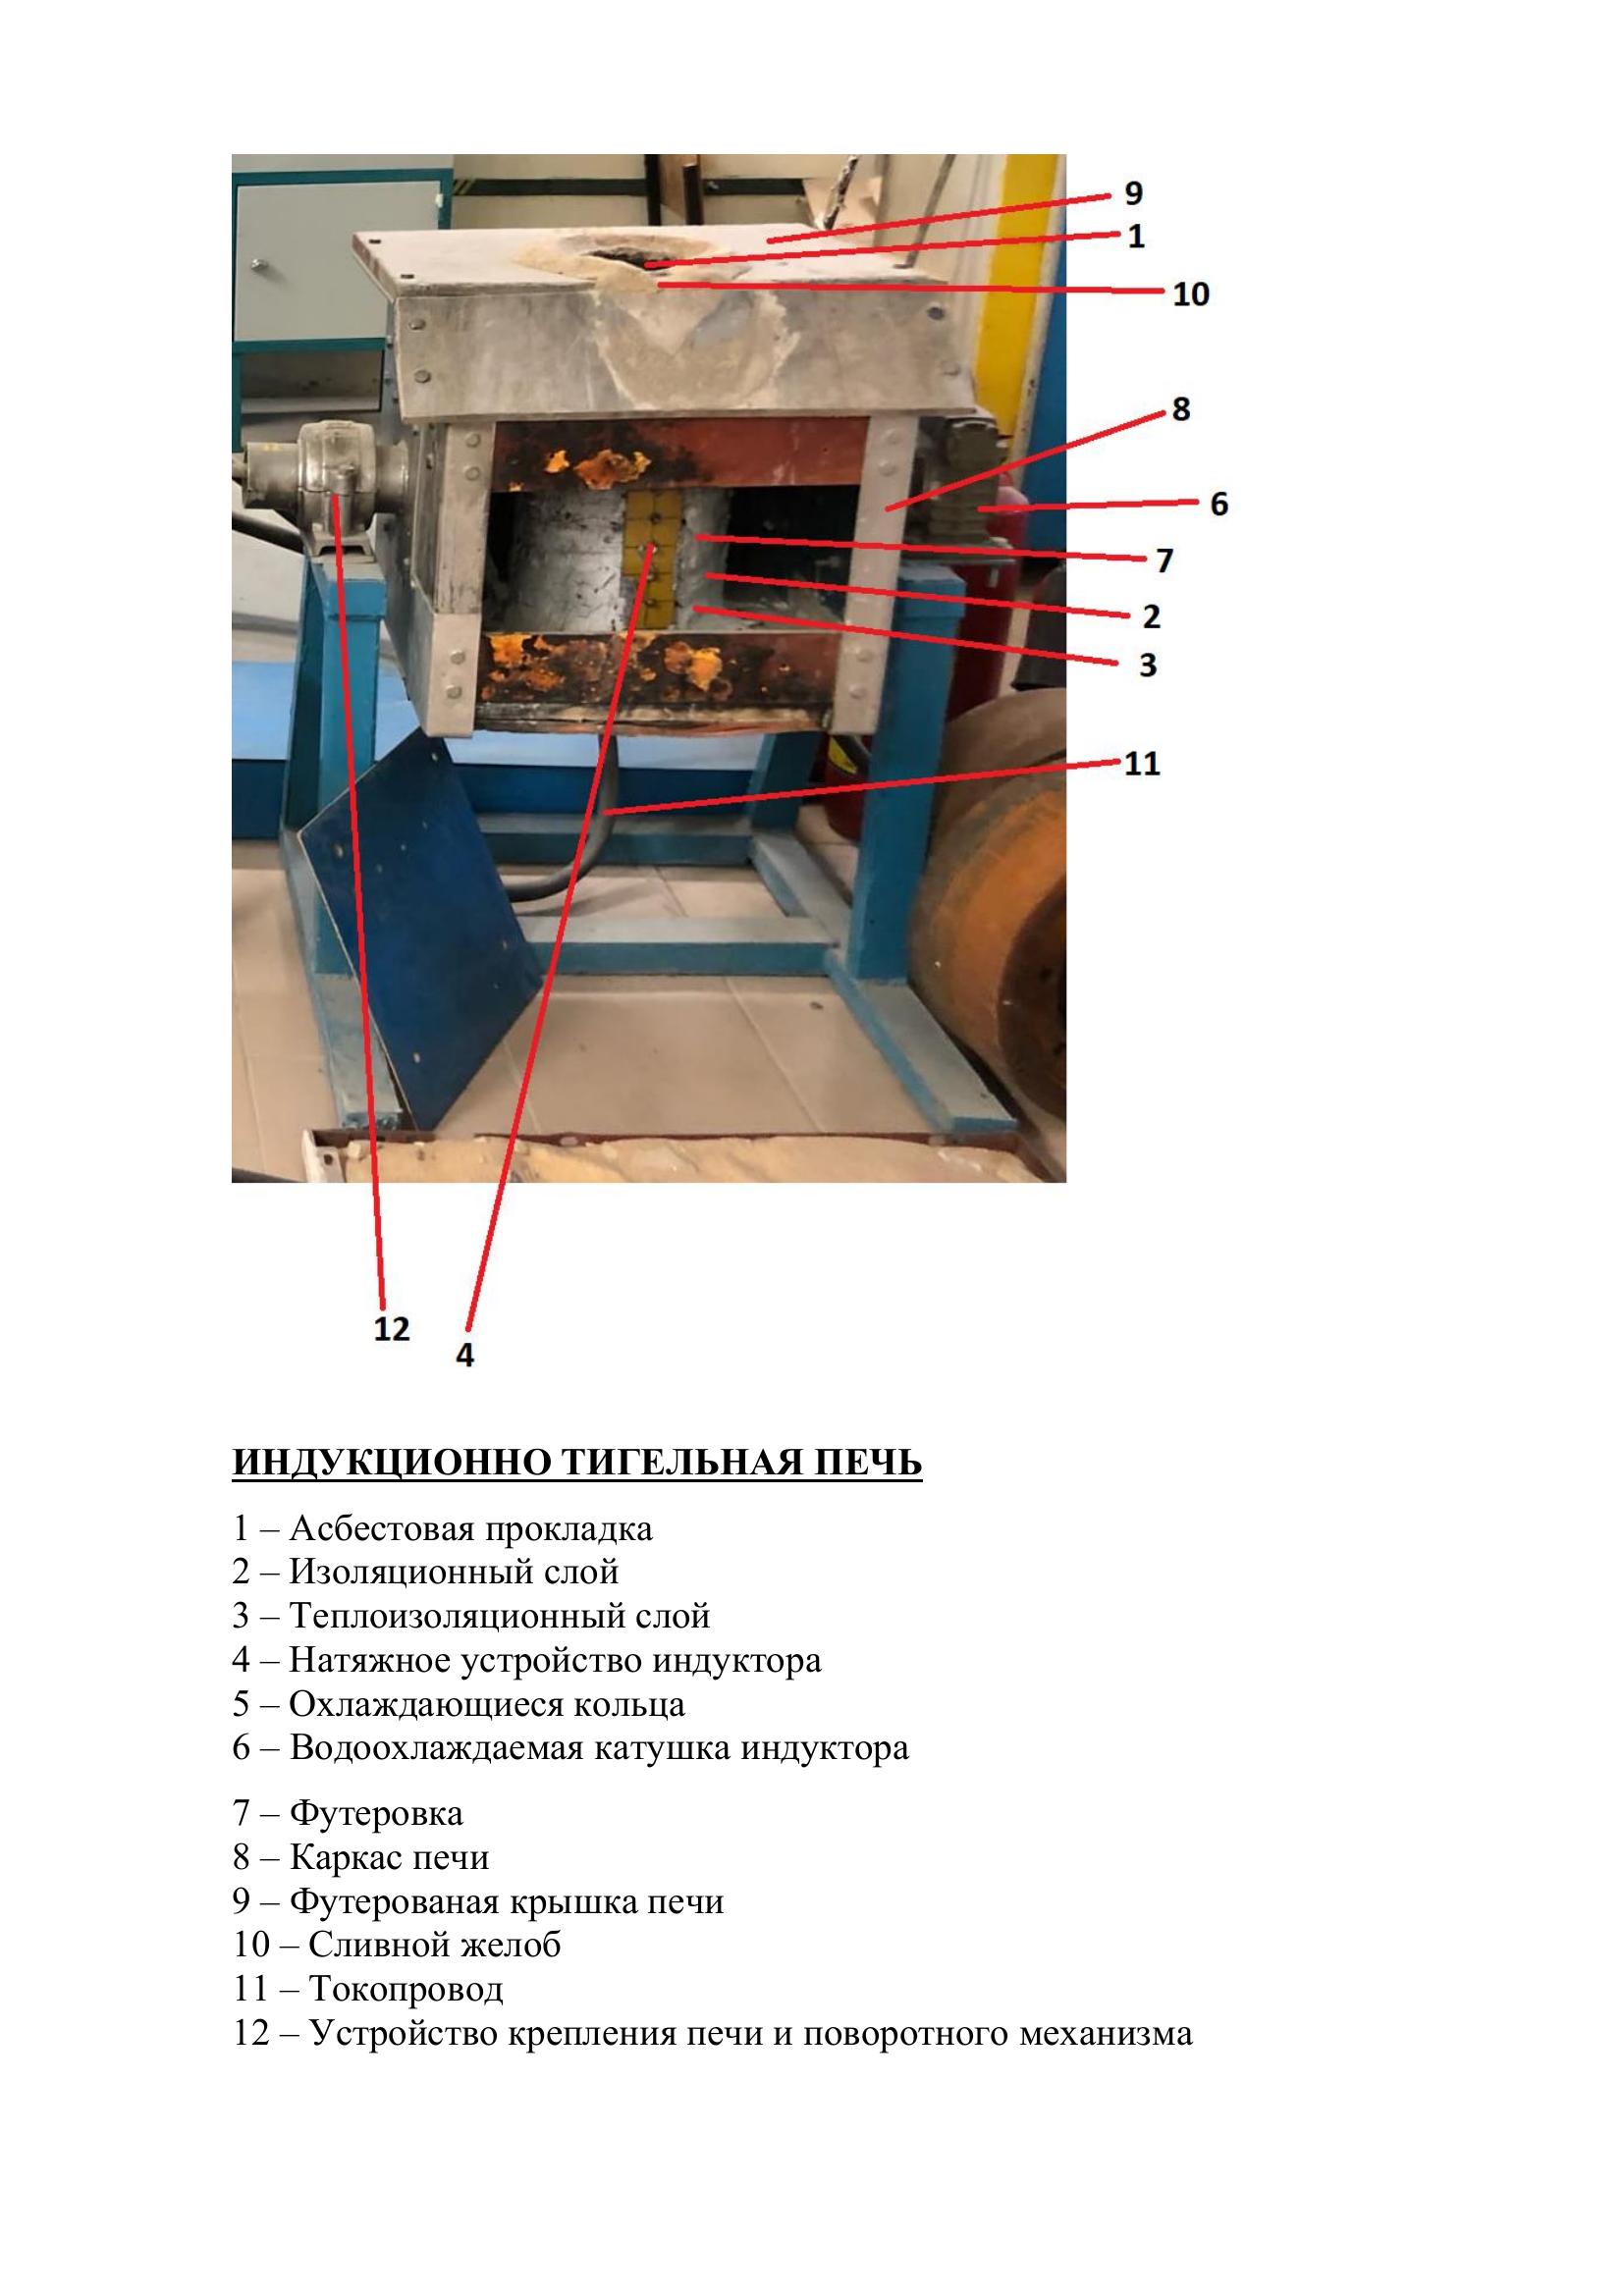 9
1
10
8
6
7
2
3
11
12
4
ИНДУКЦИОННО ТИГЕЛЬНАЯ ПЕЧЬ
1 – Асбестовая прокладка
2 – Изоляционный слой
3 – Теплоизоляционный слой
4 – Натяжное устройство индуктора
5 – Охлаждающиеся кольца
6 – Водоохлаждаемая катушка индуктора
7 – Футеровка
8 – Каркас печи
9 – Футерованая крышка печи
10 – Сливной желоб
11 – Токопровод
12 – Устройство крепления печи и поворотного механизма